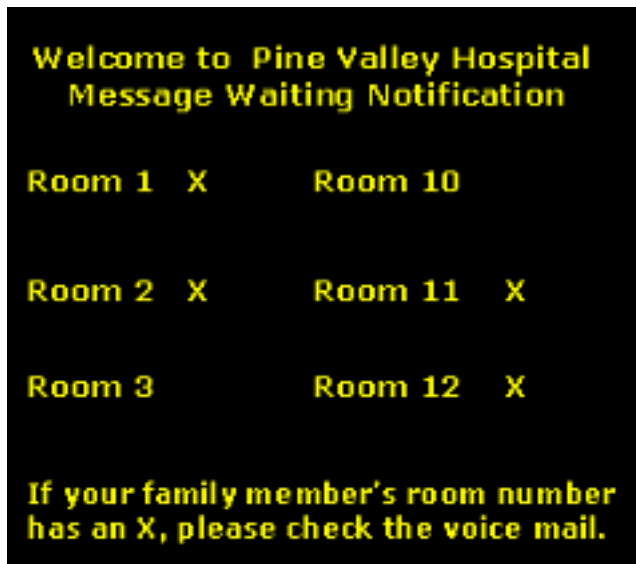 Welcome to Pine Valley Hospital
Message Waiting Notification
Room 1 X Room 10
Room 2 X Room 11 X
Room 3 Room 12 X
If your family member's room number
has an X, please check the voice mail.